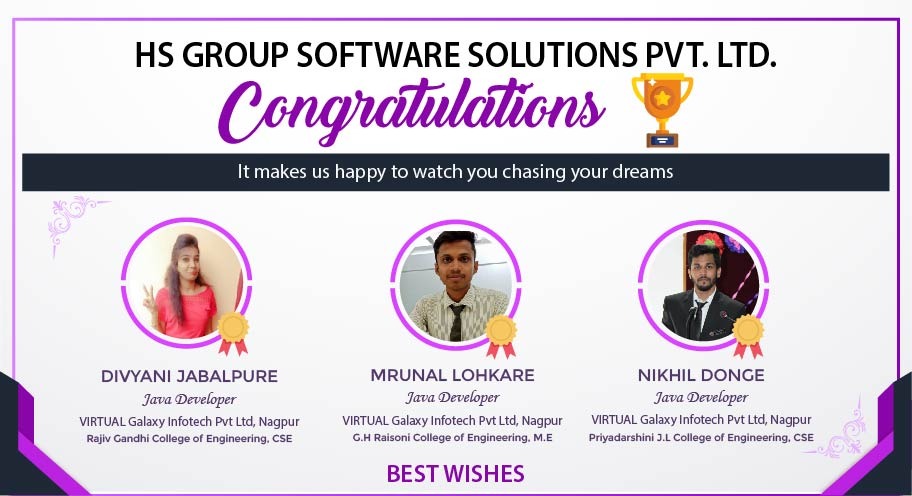 HS GROUP SOFTWARE SOLUTIONS PVT. LTD.
Congratulations
It makes us happy to watch you chasing your dreams
DIVYANI JABALPURE
Java Developer
VIRTUAL Galaxy Infotech Pvt Ltd, Nagpur
Rajiv Gandhi College of Engineering, CSE
MRUNAL LOHKARE
Java Developer
VIRTUAL Galaxy Infotech Pvt Ltd, Nagpur
G.H Raisoni College of Engineering, M.E
NIKHIL DONGE
Java Developer
VIRTUAL Galaxy Infotech Pvt Ltd, Nagpur
Priyadarshini J.L College of Engineering, CSE
BEST WISHES